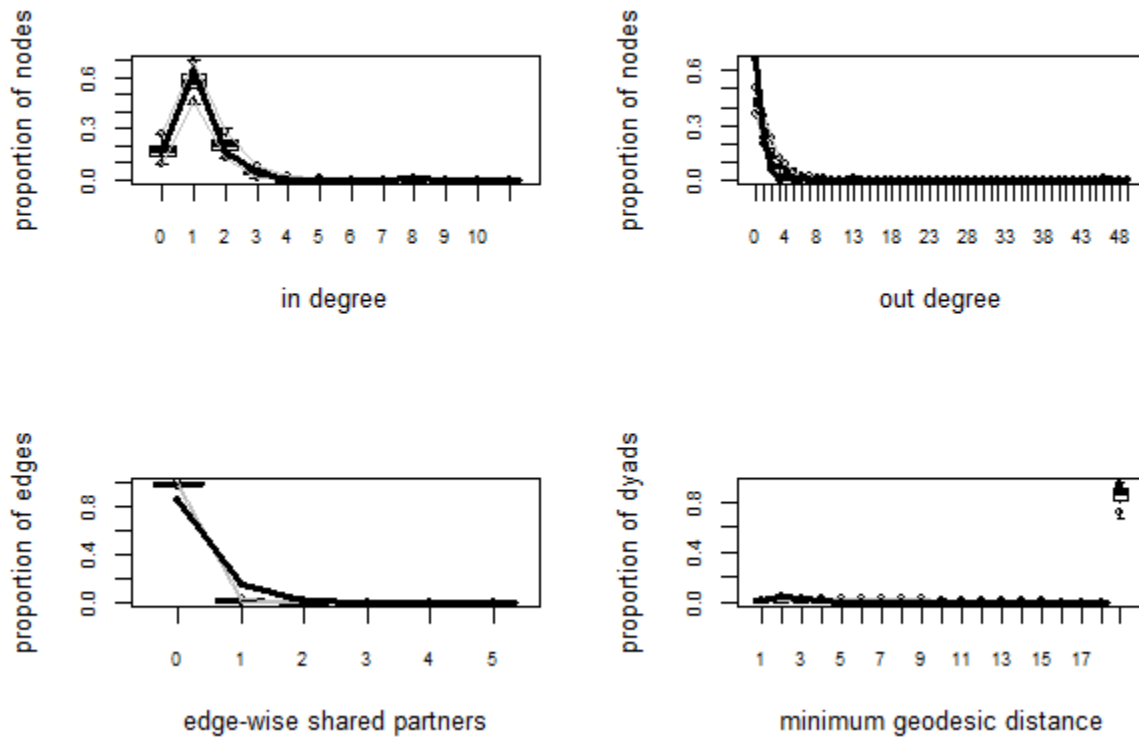 proportion of nodes
0.0 0.3 0.6
0 1 2 3 4 5 6 7 8 9 10
in degree
proportion of nodes
0.0 0.3 0.6
0 4 8 13 18 23 28 33 38 43 48
out degree
proportion of edges
0.0 0.4 0.8
0 1 2 3 4 5
edge-wise shared partners
proportion of dyads
0.0 0.4 0.8
1 3 5 7 9 11 13 15 17
minimum geodesic distance